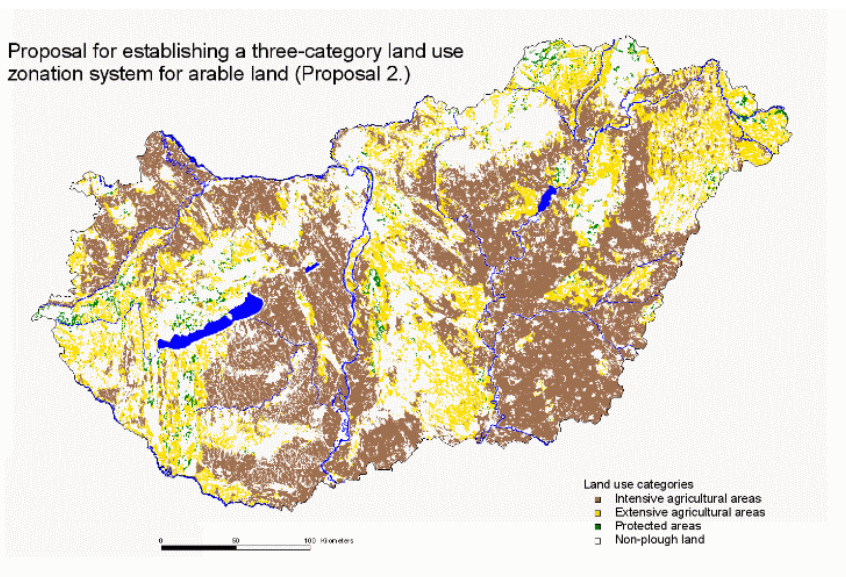 Proposal for establishing a three-category land use
zonation system for arable land (Proposal 2.)
Land use categories
Intensive agricultural areas
Extensive agricultural areas
Protected areas
Non-plough land
0 50 100 Kilometers